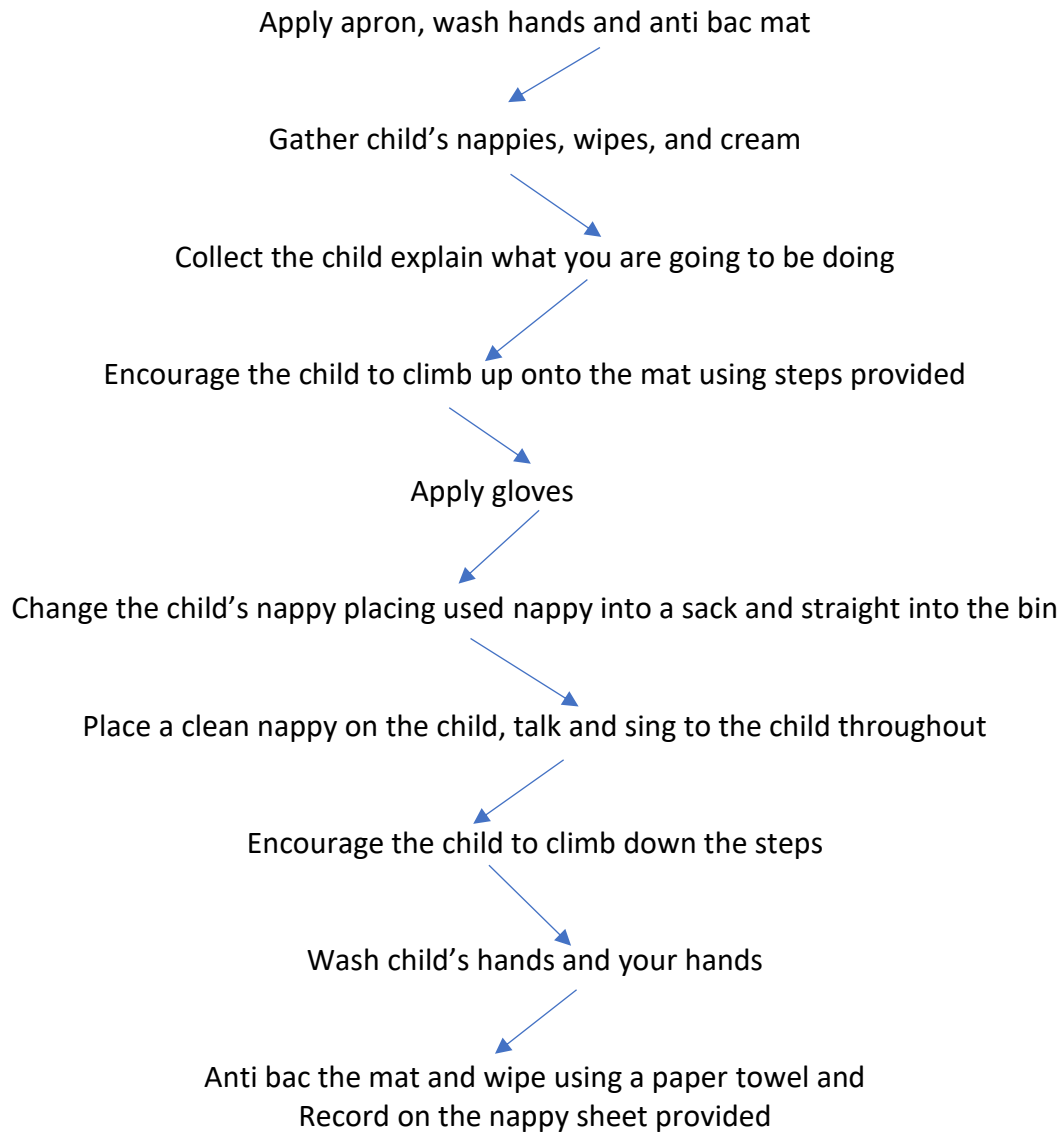 Apply apron, wash hands and anti bac mat
Gather child’s nappies, wipes, and cream
Collect the child explain what you are going to be doing
Encourage the child to climb up onto the mat using steps provided
Apply gloves
Change the child’s nappy placing used nappy into a sack and straight into the bin
Place a clean nappy on the child, talk and sing to the child throughout
Encourage the child to climb down the steps
Wash child’s hands and your hands
Anti bac the mat and wipe using a paper towel and
Record on the nappy sheet provided